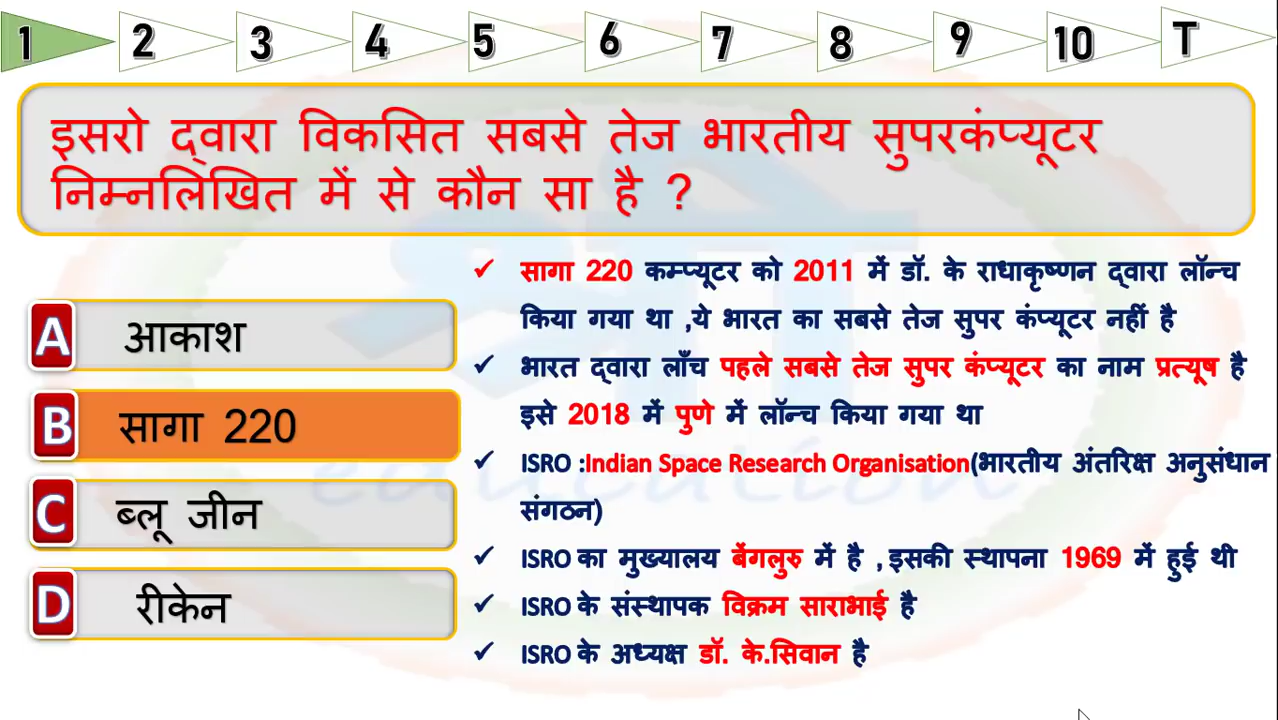 1 2 3 4 5 6 7 8 9 10 T
इसरो द्वारा विकसित सबसे तेज भारतीय सुपरकंप्यूटर
निम्नलिखित में से कौन सा है ?
A आकाश
B सागा 220
C ब्लू जीन
D रीकेन
✓ सागा 220 कम्प्यूटर को 2011 में डॉ. के राधाकृष्णन द्वारा लॉन्च
किया गया था ,ये भारत का सबसे तेज सुपर कंप्यूटर नहीं है
✓ भारत द्वारा लाँच पहले सबसे तेज सुपर कंप्यूटर का नाम प्रत्यूष है
इसे 2018 में पुणे में लॉन्च किया गया था
✓ ISRO :Indian Space Research Organisation(भारतीय अंतरिक्ष अनुसंधान
संगठन)
✓ ISRO का मुख्यालय बेंगलुरु में है , इसकी स्थापना 1969 में हुई थी
✓ ISRO के संस्थापक विक्रम साराभाई है
✓ ISRO के अध्यक्ष डॉ. के.सिवान है
श्री
education